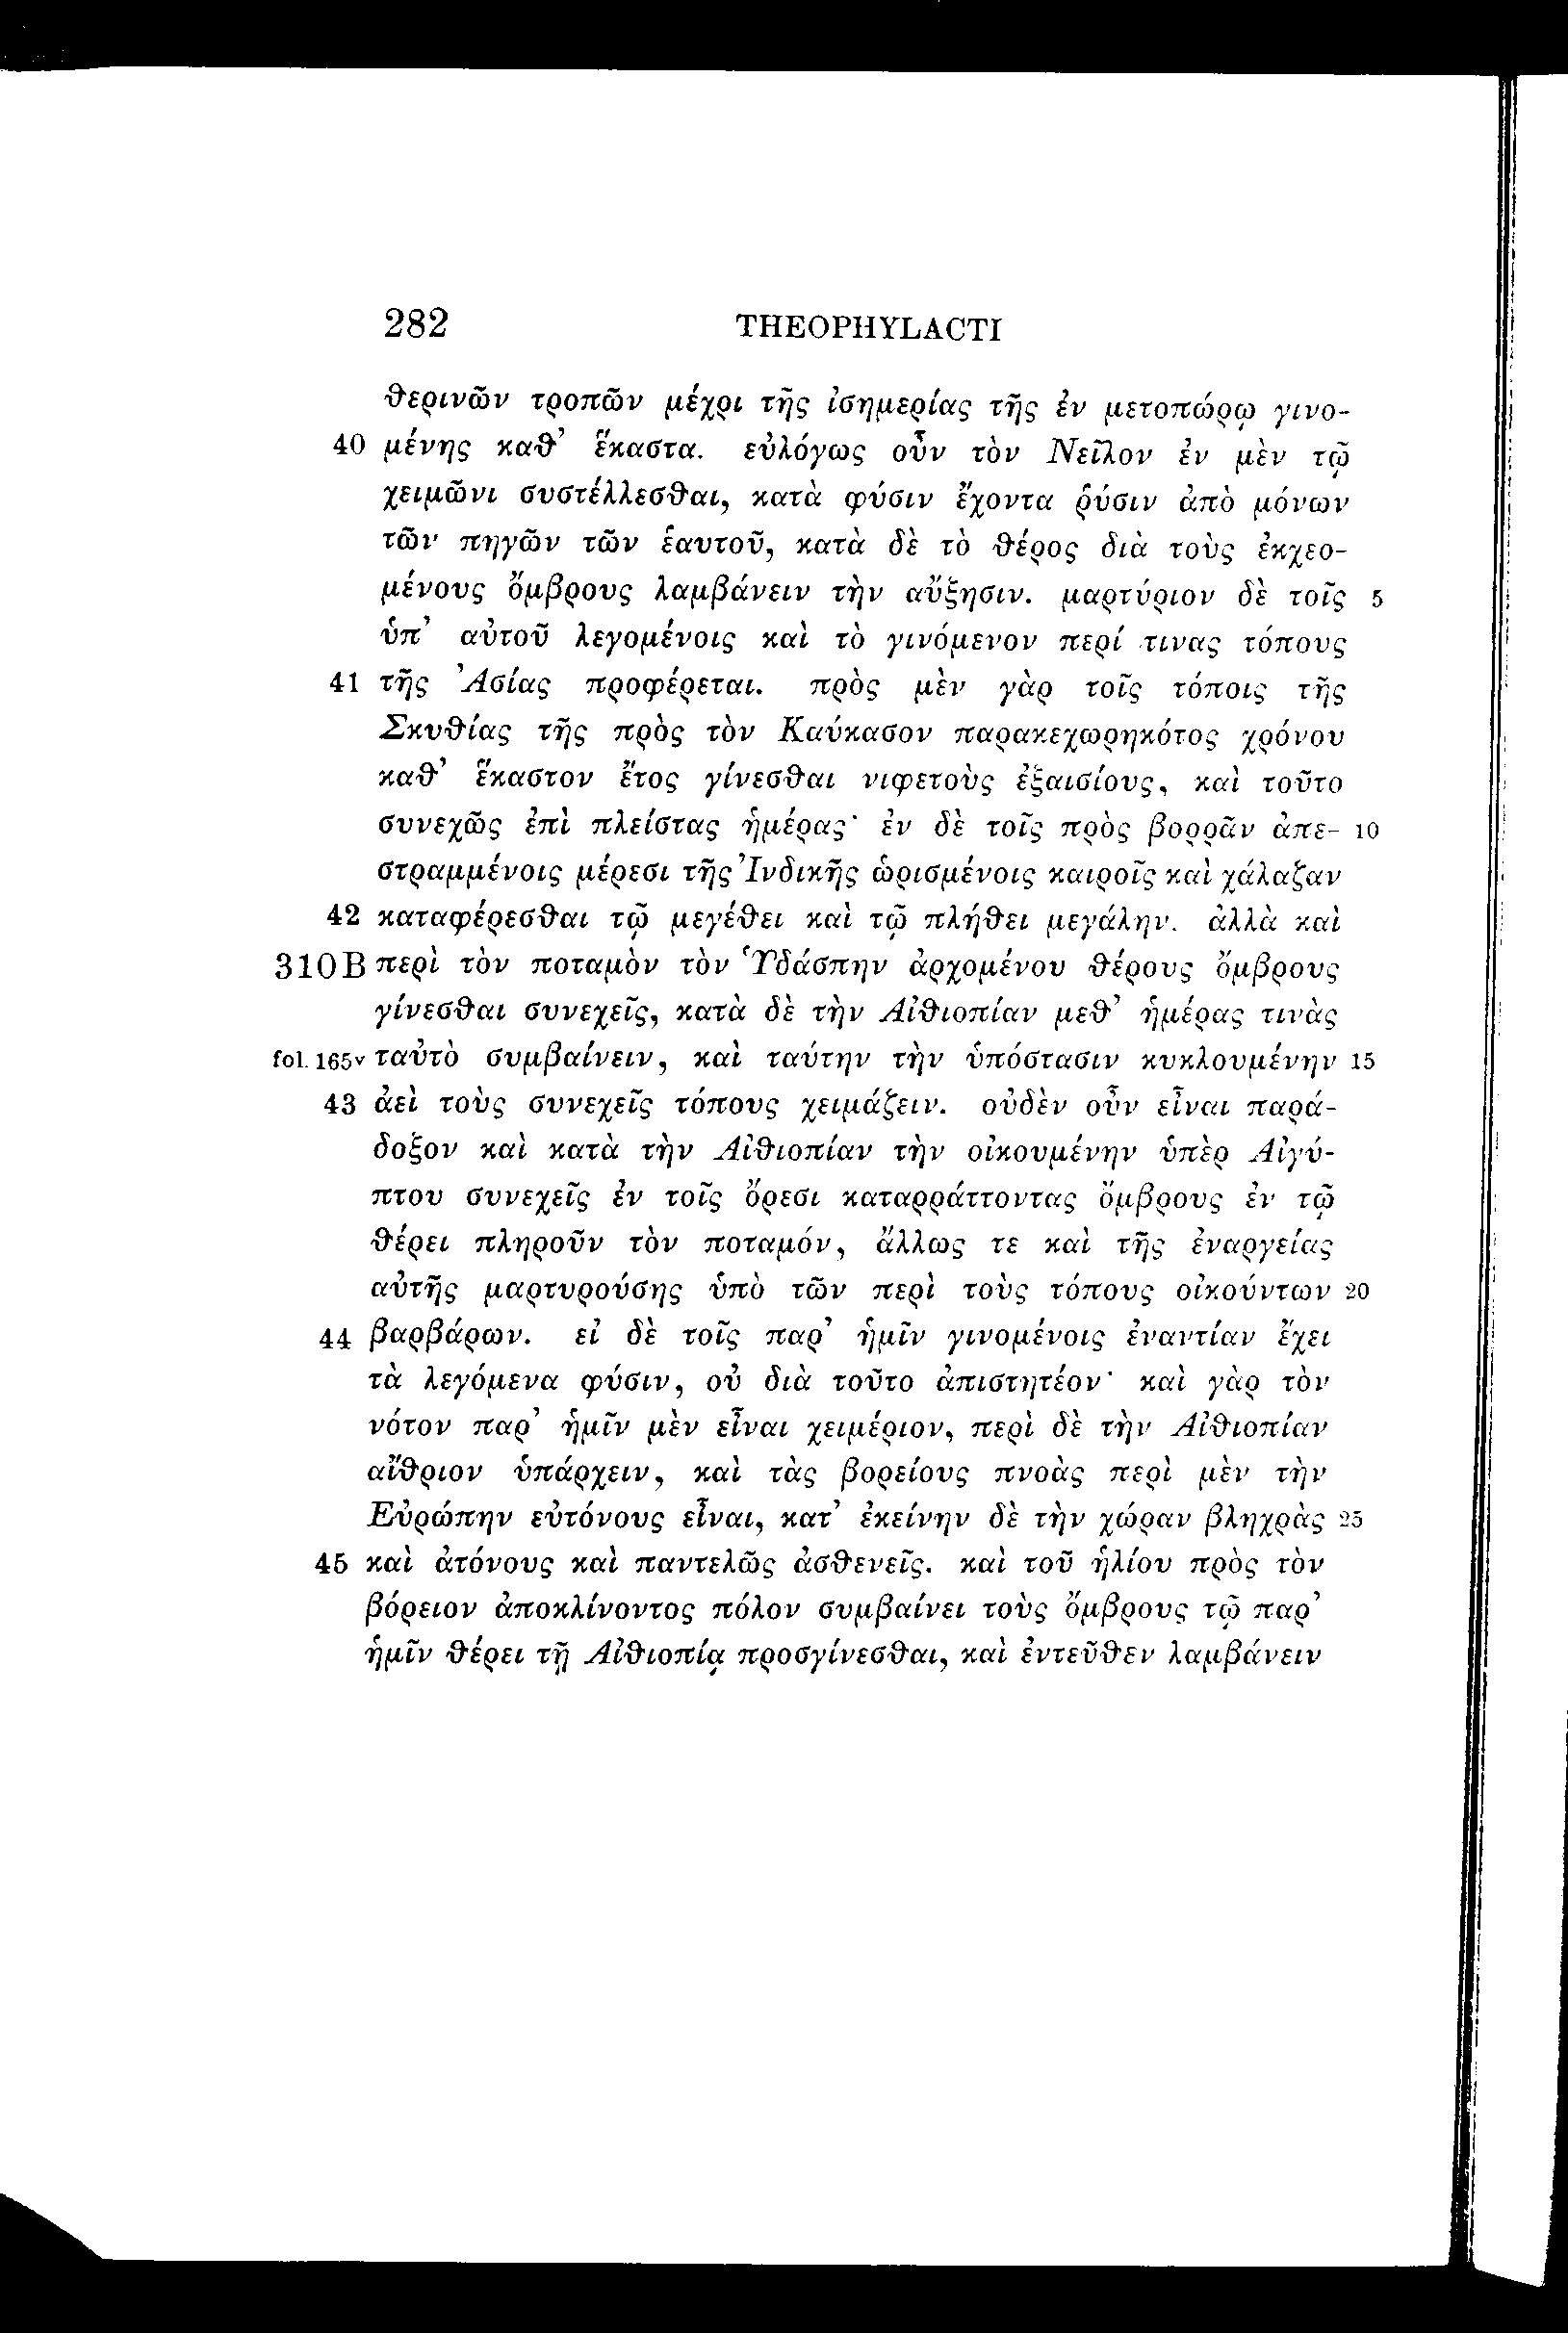 282 THEOPHYLACTI
θερινῶν τροπῶν μέχρι τῆς ἰσημερίας τῆς ἐν μετοπώρῳ γινο-
40 μένης καθ’ ἕκαστα. εὐλόγως οὖν τὸν Νεῖλον ἐν μὲν τῷ
χειμῶνι συστέλλεσθαι, κατὰ φύσιν ἔχοντα ῥύσιν ἀπὸ μόνων
τῶν πηγῶν τῶν ἑαυτοῦ, κατὰ δὲ τὸ θέρος διὰ τοὺς ἐκχεο-
μένους ὄμβρους λαμβάνειν τὴν αὔξησιν. μαρτύριον δὲ τοῖς 5
ὑπ’ αὐτοῦ λεγομένοις καὶ τὸ γινόμενον περί τινας τόπους
41 τῆς Ἀσίας προφέρεται. πρὸς μὲν γὰρ τοῖς τόποις τῆς
Σκυθίας τῆς πρὸς τὸν Καύκασον παρακεχωρηκότος χρόνου
καθ’ ἕκαστον ἔτος γίνεσθαι νιφετοὺς ἐξαισίους, καὶ τοῦτο
συνεχῶς ἐπὶ πλείστας ἡμέρας· ἐν δὲ τοῖς πρὸς βορρᾶν ἀπε- 10
στραμμένοις μέρεσι τῆς Ἰνδικῆς ὡρισμένοις καιροῖς καὶ χάλαζαν
42 καταφέρεσθαι τῷ μεγέθει καὶ τῷ πλήθει μεγάλην. ἀλλὰ καὶ
310 B περὶ τὸν ποταμὸν τὸν Ὑδάσπην ἀρχομένου θέρους ὄμβρους
γίνεσθαι συνεχεῖς, κατὰ δὲ τὴν Αἰθιοπίαν μεθ’ ἡμέρας τινὰς
fol. 165v ταὐτὸ συμβαίνειν, καὶ ταύτην τὴν ὑπόστασιν κυκλουμένην 15
43 ἀεὶ τοὺς συνεχεῖς τόπους χειμάζειν. οὐδὲν οὖν εἶναι παρά-
δοξον καὶ κατὰ τὴν Αἰθιοπίαν τὴν οἰκουμένην ὑπὲρ Αἰγύ-
πτου συνεχεῖς ἐν τοῖς ὄρεσι καταρράττοντας ὄμβρους ἐν τῷ
θέρει πληροῦν τὸν ποταμόν, ἄλλως τε καὶ τῆς ἐναργείας
αὐτῆς μαρτυρούσης ὑπὸ τῶν περὶ τοὺς τόπους οἰκούντων 20
44 βαρβάρων. εἰ δὲ τοῖς παρ’ ἡμῖν γινομένοις ἐναντίαν ἔχει
τὰ λεγόμενα φύσιν, οὐ διὰ τοῦτο ἀπιστητέον· καὶ γὰρ τὸν
νότον παρ’ ἡμῖν μὲν εἶναι χειμέριον, περὶ δὲ τὴν Αἰθιοπίαν
αἴθριον ὑπάρχειν, καὶ τὰς βορείους πνοὰς περὶ μὲν τὴν
Εὐρώπην εὐτόνους εἶναι, κατ’ ἐκείνην δὲ τὴν χώραν βληχρὰς 25
45 καὶ ἀτόνους καὶ παντελῶς ἀσθενεῖς. καὶ τοῦ ἡλίου πρὸς τὸν
βόρειον ἀποκλίνοντος πόλον συμβαίνει τοὺς ὄμβρους τῷ παρ’
ἡμῖν θέρει τῇ Αἰθιοπίᾳ προσγίνεσθαι, καὶ ἐντεῦθεν λαμβάνειν